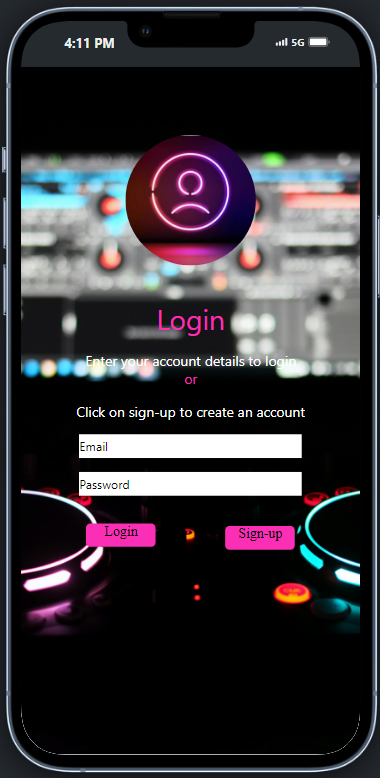 4:11 PM 5G
Login
Enter your account details to login
or
Click on sign-up to create an account
Email
Password
Login Sign-up